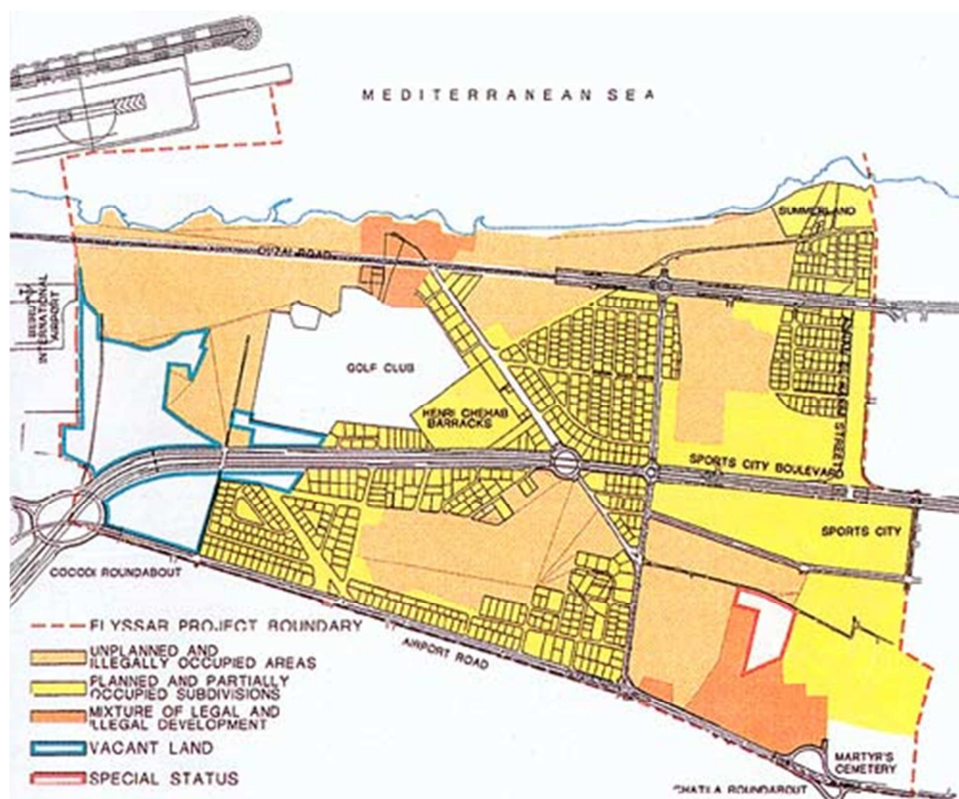 MEDITERRANEAN SEA
SUMMERLAND
OUZAI ROAD
BEIRUT
INTERNATIONAL
AIRPORT
GOLF CLUB
HENRI CHEHAB
BARRACKS
STREET
SPORTS CITY BOULEVARD
SPORTS CITY
COCODI ROUNDABOUT
AIRPORT ROAD
ELYSSAR PROJECT BOUNDARY
UNPLANNED AND
ILLEGALLY OCCUPIED AREAS
PLANNED AND PARTIALLY
OCCUPIED SUBDIVISIONS
MIXTURE OF LEGAL AND
ILLEGAL DEVELOPMENT
VACANT LAND
SPECIAL STATUS
MARTYR'S
CEMETERY
CHATILA ROUNDABOUT